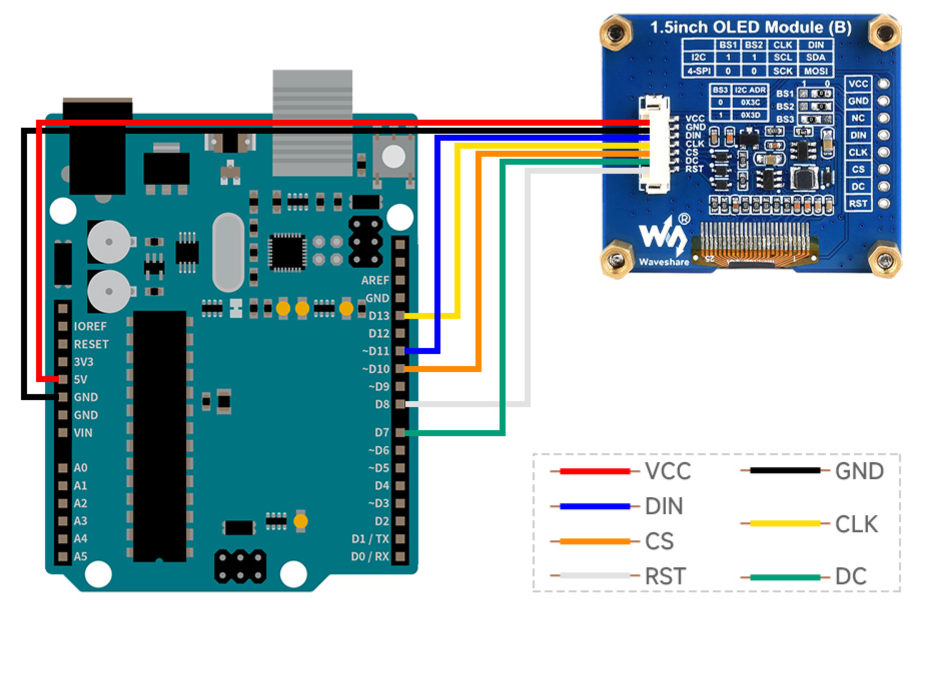 1.5inch OLED Module (B)
BS1 BS2 CLK DIN
I2C 1 1 SCL SDA
4-SPI 0 0 SCK MOSI
BS3 I2C ADR
0 0X3C
1 0X3D
1 0
BS1
BS2
BS3
VCC
GND
NC
DIN
CLK
CS
DC
RST
VCC
GND
DIN
CLK
CS
DC
RST
®
Waveshare
IOREF
RESET
3V3
5V
GND
GND
VIN
A0
A1
A2
A3
A4
A5
AREF
GND
D13
D12
~D11
~D10
~D9
D8
D7
~D6
~D5
D4
~D3
D2
D1 / TX
D0 / RX
VCC GND
DIN
CLK
CS
RST DC